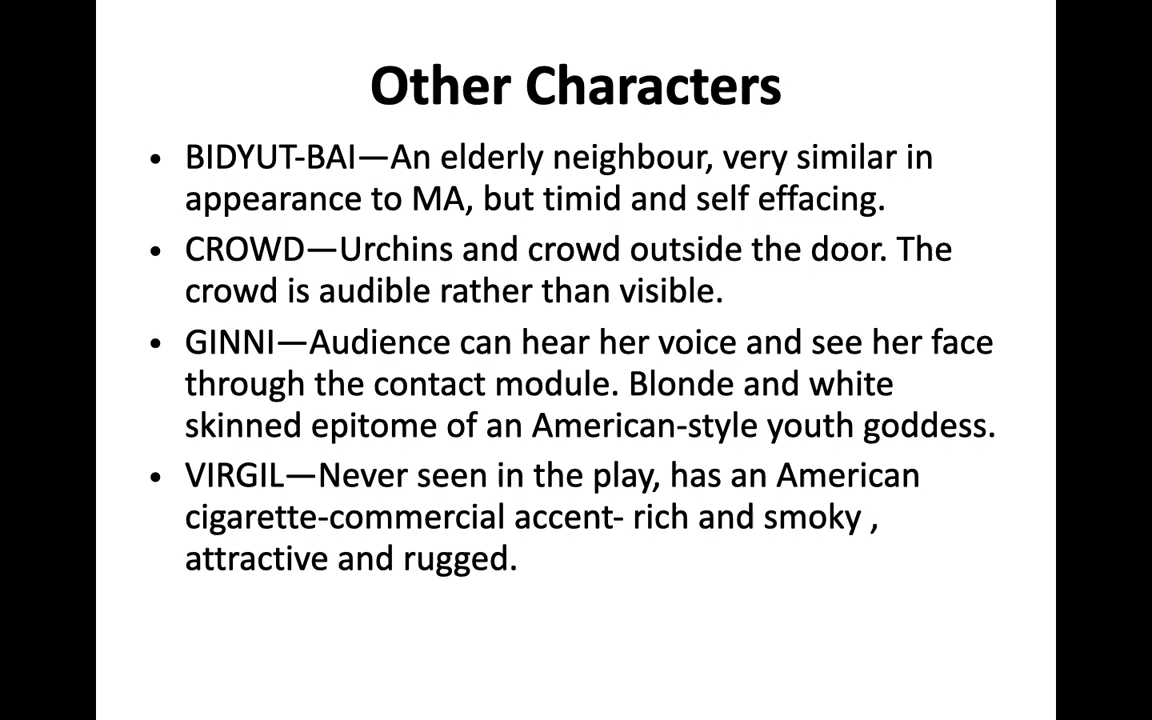 Other Characters
• BIDYUT-BAI—An elderly neighbour, very similar in
appearance to MA, but timid and self effacing.
• CROWD—Urchins and crowd outside the door. The
crowd is audible rather than visible.
• GINNI—Audience can hear her voice and see her face
through the contact module. Blonde and white
skinned epitome of an American-style youth goddess.
• VIRGIL—Never seen in the play, has an American
cigarette-commercial accent- rich and smoky ,
attractive and rugged.